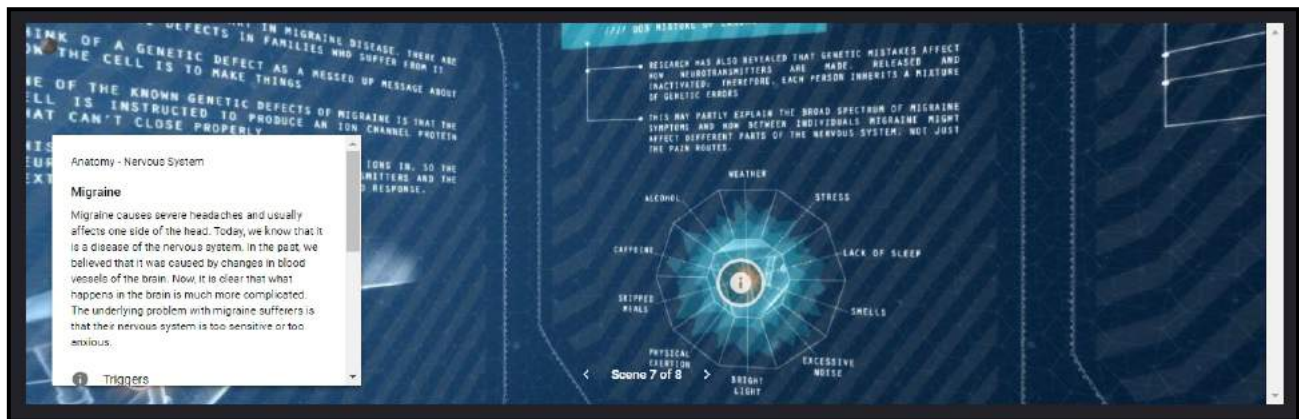 IN MIGRAINE DISEASE. THERE ARE
DEFECTS IN FAMILIES WHO SUFFER FROM IT
THINK OF A GENETIC DEFECT AS A MESSED UP MESSAGE ABOUT
THE CELL IS TO MAKE THINGS
OF THE KNOWN GENETIC DEFECTS OF MIGRAINE IS THAT THE
CELL IS INSTRUCTED TO PRODUCE AN ION CHANNEL PROTEIN
THAT CAN'T CLOSE PROPERLY
IONS IN, SO THE
AND THE
RESPONSE.
Anatomy - Nervous System
Migraine
Migraine causes severe headaches and usually
affects one side of the head. Today, we know that it
is a disease of the nervous system. In the past, we
believed that it was caused by changes in blood
vessels of the brain. Now, it is clear that what
happens in the brain is much more complicated.
The underlying problem with migraine sufferers is
that their nervous system is too sensitive or too
anxious.
Triggers
RESEARCH HAS ALSO REVEALED THAT GENETIC MISTAKES AFFECT
HOW NEUROTRANSMITTERS ARE MADE, RELEASED AND
INACTIVATED; THEREFORE, EACH PERSON INHERITS A MIXTURE
OF GENETIC ERRORS
THIS MAY PARTLY EXPLAIN THE BROAD SPECTRUM OF MIGRAINE
SYMPTOMS AND HOW BETWEEN INDIVIDUALS MIGRAINE MIGHT
AFFECT DIFFERENT PARTS OF THE NERVOUS SYSTEM, NOT JUST
THE PAIN ROUTES.
WEATHER
ALCOHOL
STRESS
CAFFEINE
LACK OF SLEEP
SKIPPED
MEALS
SMELLS
PHYSICAL
EXERTION
EXCESSIVE
NOISE
BRIGHT
LIGHT
Scene 7 of 8